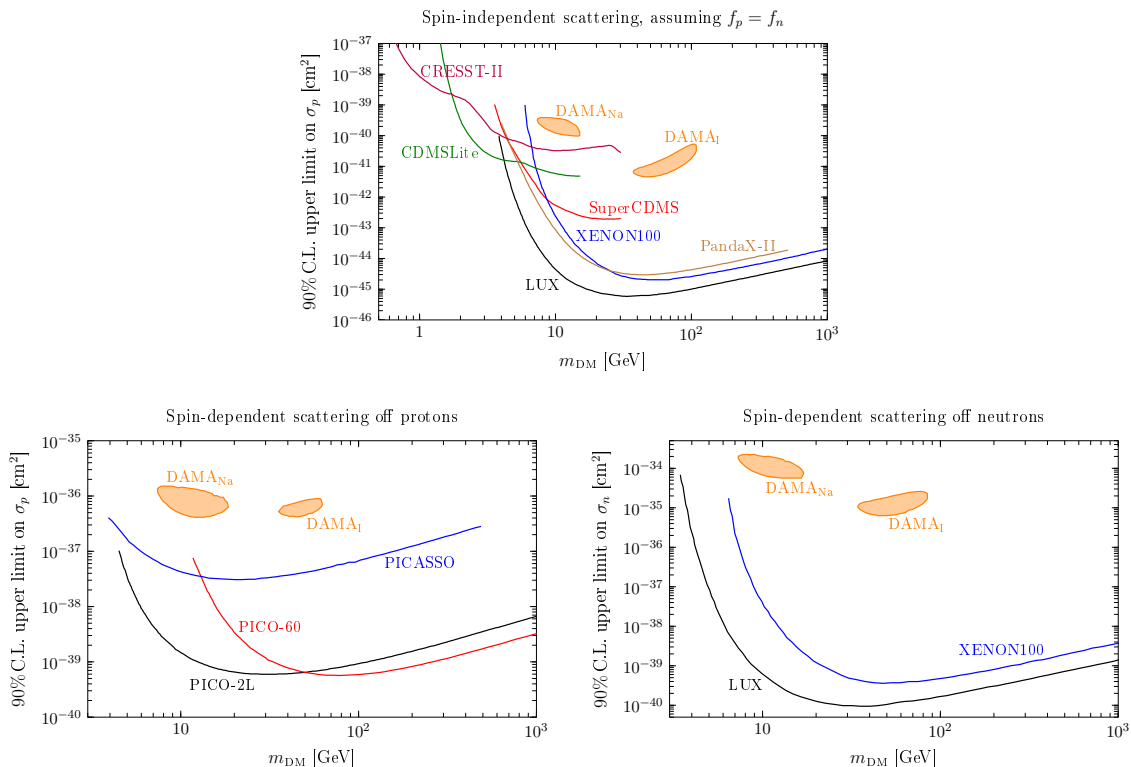 Spin-independent scattering, assuming f_p = f_n
90% C.L. upper limit on σ_p [cm²]
10⁻³⁷
10⁻³⁸
10⁻³⁹
10⁻⁴⁰
10⁻⁴¹
10⁻⁴²
10⁻⁴³
10⁻⁴⁴
10⁻⁴⁵
10⁻⁴⁶
CRESST-II
DAMA_Na
DAMA_I
CDMSLite
SuperCDMS
XENON100
PandaX-II
LUX
1 10 10² 10³
m_DM [GeV]
Spin-dependent scattering off protons
90% C.L. upper limit on σ_p [cm²]
10⁻³⁵
10⁻³⁶
10⁻³⁷
10⁻³⁸
10⁻³⁹
10⁻⁴⁰
DAMA_Na
DAMA_I
PICASSO
PICO-60
PICO-2L
10 10² 10³
m_DM [GeV]
Spin-dependent scattering off neutrons
90% C.L. upper limit on σ_n [cm²]
10⁻³⁴
10⁻³⁵
10⁻³⁶
10⁻³⁷
10⁻³⁸
10⁻³⁹
10⁻⁴⁰
DAMA_Na
DAMA_I
XENON100
LUX
10 10² 10³
m_DM [GeV]